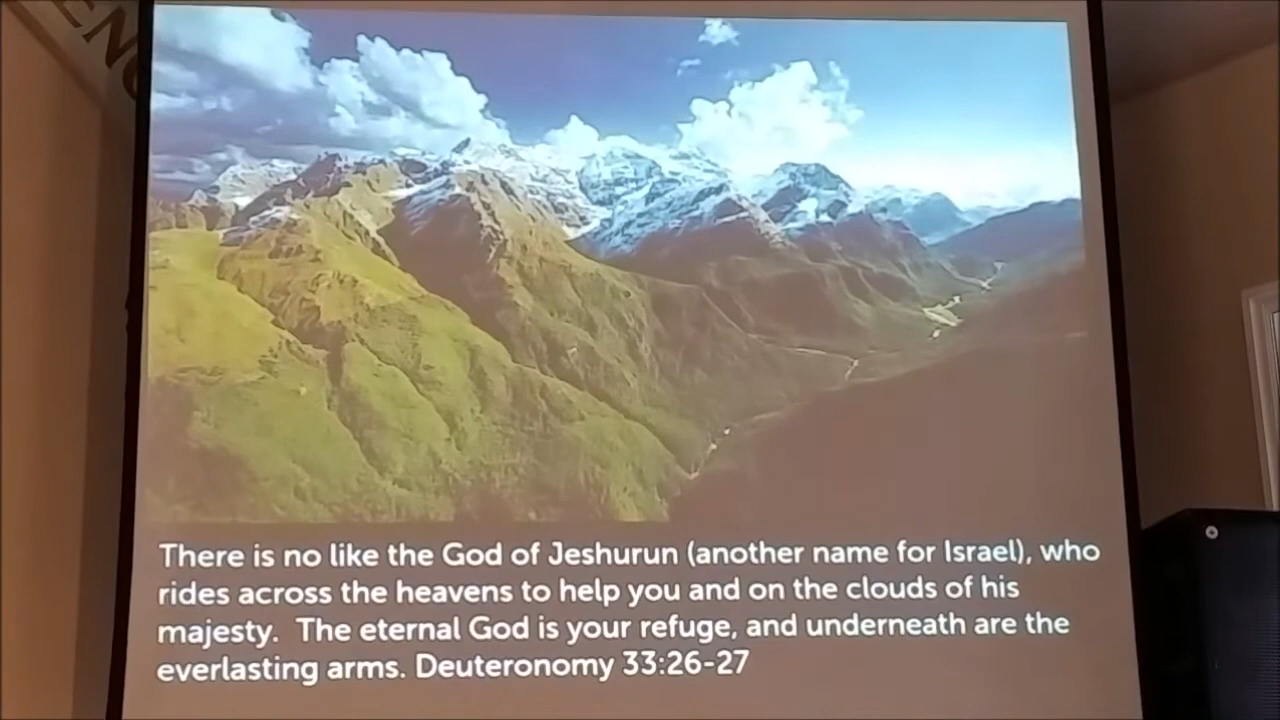 ENG
There is no like the God of Jeshurun (another name for Israel), who
rides across the heavens to help you and on the clouds of his
majesty. The eternal God is your refuge, and underneath are the
everlasting arms. Deuteronomy 33:26-27